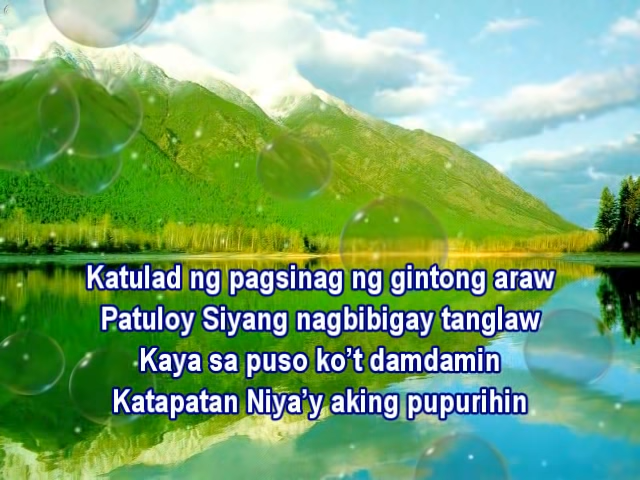 Katulad ng pagsinag ng gintong araw
Patuloy Siyang nagbibigay tanglaw
Kaya sa puso ko’t damdamin
Katapatan Niya’y aking pupurihin